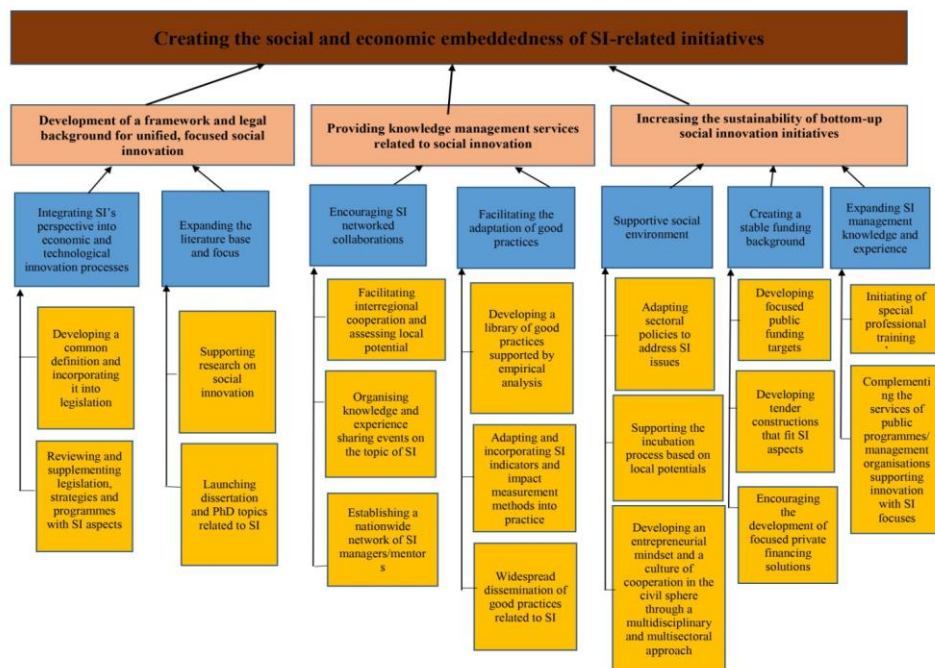 Creating the social and economic embeddedness of SI-related initiatives
Development of a framework and legal
background for unified, focused social
innovation
Providing knowledge management services
related to social innovation
Increasing the sustainability of bottom-up
social innovation initiatives
Integrating SI's
perspective into
economic and
technological
innovation processes
Expanding the
literature base
and focus
Encouraging SI
networked
collaborations
Facilitating the
adaptation of good
practices
Supportive social
environment
Creating a
stable funding
background
Expanding SI
management
knowledge and
experience
Developing a
common
definition and
incorporating
it into
legislation
Reviewing and
supplementing
legislation,
strategies and
programmes
with SI aspects
Supporting
research on
social
innovation
Launching
dissertation
and PhD topics
related to SI
Facilitating
interregional
cooperation and
assessing local
potential
Organising
knowledge and
experience
sharing events
on the topic of SI
Establishing a
nationwide
network of SI
managers/mentor
s
Developing a
library of good
practices
supported by
empirical
analysis
Adapting and
incorporating SI
indicators and
impact
measurement
methods into
practice
Widespread
dissemination of
good practices
related to SI
Adapting
sectoral
policies to
address SI
issues
Supporting the
incubation
process based on
local potentials
Developing an
entrepreneurial
mindset and a
culture of
cooperation in
the civil sphere
through a
multidisciplinary
and multisectoral
approach
Developing
focused
public
funding
targets
Developing
tender
constructions
that fit SI
aspects
Encouraging
the
development of
focused private
financing
solutions
Initiating of
special
professional
training
Complementi
ng the
services of
public
programmes/
management
organisations
supporting
innovation
with SI
focuses